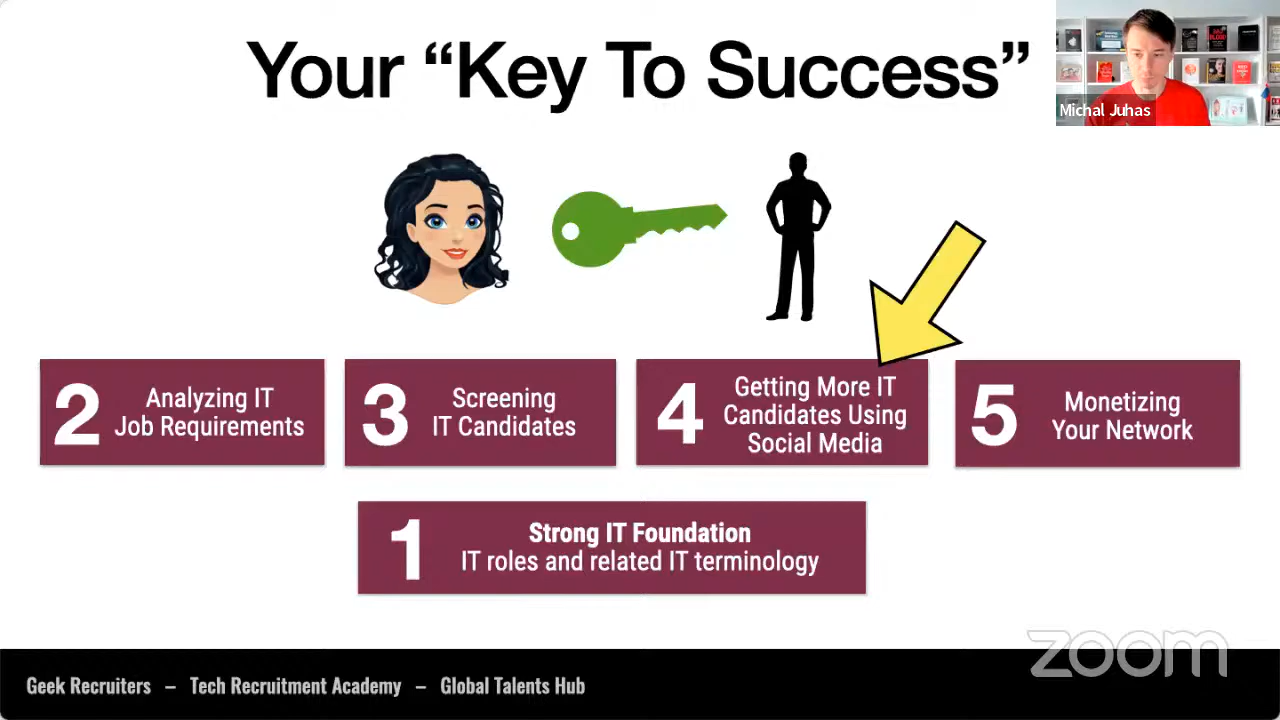 Your “Key To Success”
Michal Juhas
2
Analyzing IT
Job Requirements
3
Screening
IT Candidates
4
Getting More IT
Candidates Using
Social Media
5
Monetizing
Your Network
1
Strong IT Foundation
IT roles and related IT terminology
zoom
Geek Recruiters – Tech Recruitment Academy – Global Talents Hub